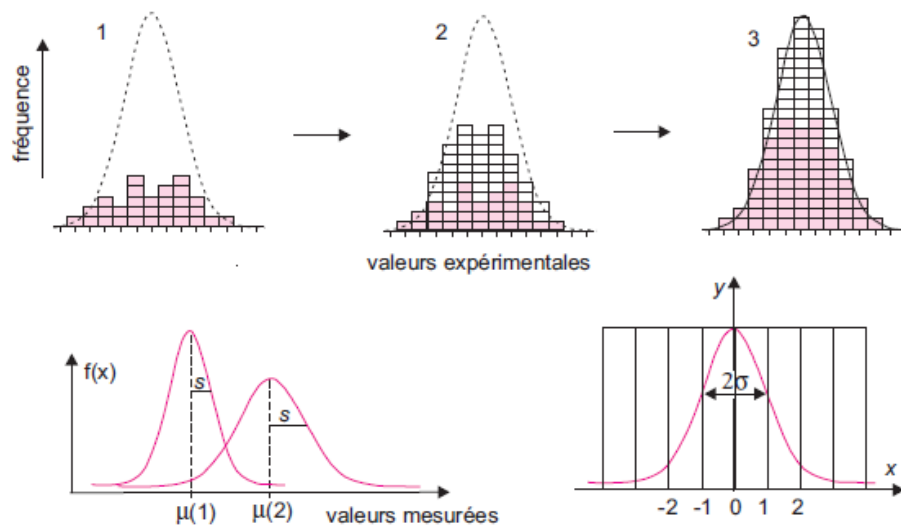 1
2
3
fréquence
valeurs expérimentales
f(x)
s
s
μ(1)
μ(2)
valeurs mesurées
y
2σ
x
-2 -1 0 1 2